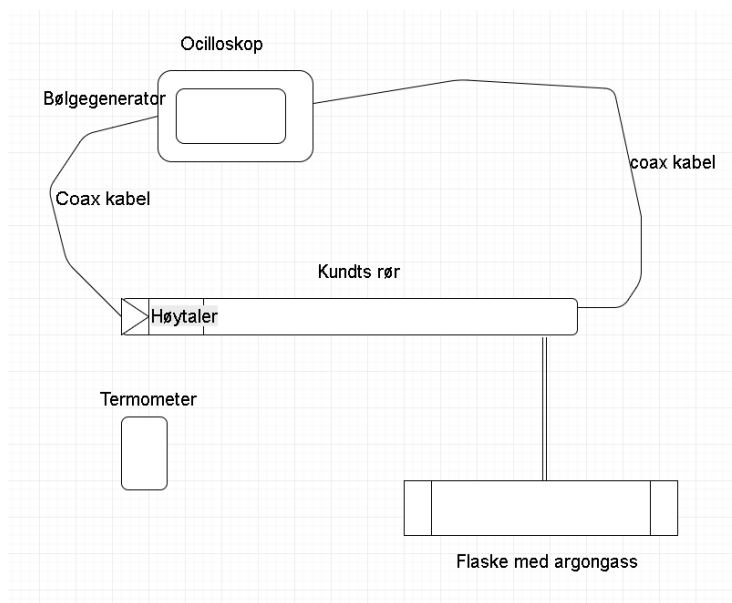 Ocilloskop
Bølgegenerator
coax kabel
Coax kabel
Kundts rør
Høytaler
Termometer
Flaske med argongass